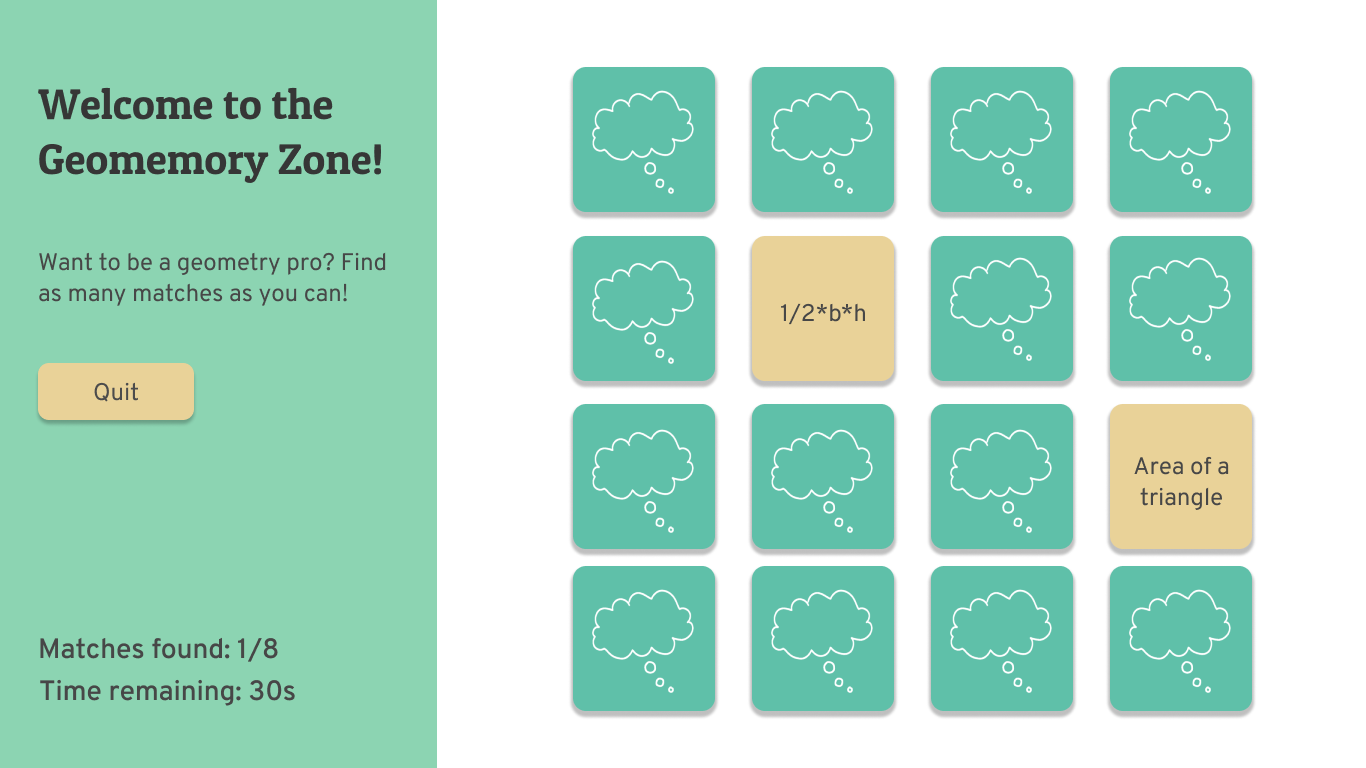 Welcome to the
Geomemory Zone!
Want to be a geometry pro? Find
as many matches as you can!
Quit
Matches found: 1/8
Time remaining: 30s
1/2*b*h
Area of a
triangle